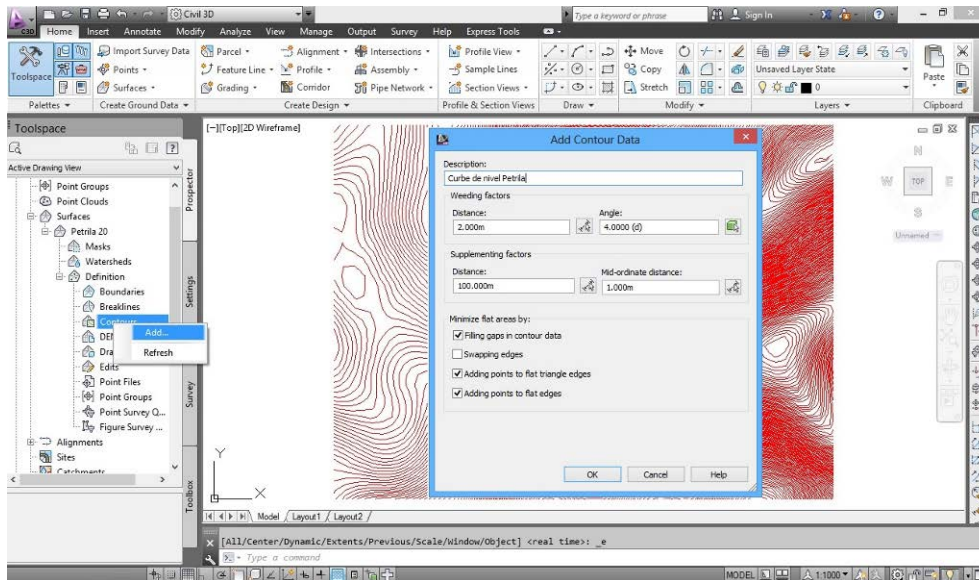 Civil 3D
Type a keyword or phrase
Sign In
C3D
Home Insert Annotate Modify Analyze View Manage Output Survey Help Express Tools
Toolspace
Import Survey Data
Points
Surfaces
Parcel
Feature Line
Grading
Alignment
Profile
Corridor
Intersections
Assembly
Pipe Network
Profile View
Sample Lines
Section Views
Move
Copy
Stretch
Unsaved Layer State
0
Paste
Palettes
Create Ground Data
Create Design
Profile & Section Views
Draw
Modify
Layers
Clipboard
Toolspace
Active Drawing View
Point Groups
Point Clouds
Surfaces
Petrila 20
Masks
Watersheds
Definition
Boundaries
Breaklines
Contours
DE
Dra
Edits
Point Files
Point Groups
Point Survey Q...
Figure Survey ...
Alignments
Sites
Catchments
Add...
Refresh
Prospector
Settings
Survey
Toolbox
[-][Top][2D Wireframe]
Add Contour Data
Description:
Curbe de nivel Petrila
Weeding factors
Distance:
2.000m
Angle:
4.0000 (d)
Supplementing factors
Distance:
100.000m
Mid-ordinate distance:
1.000m
Minimize flat areas by:
Filling gaps in contour data
Swapping edges
Adding points to flat triangle edges
Adding points to flat edges
OK Cancel Help
N
W TOP E
S
Unnamed
Y
X
Model Layout1 Layout2
[All/Center/Dynamic/Extents/Previous/Scale/Window/Object] <real time>: _e
Type a command
MODEL
1:1000